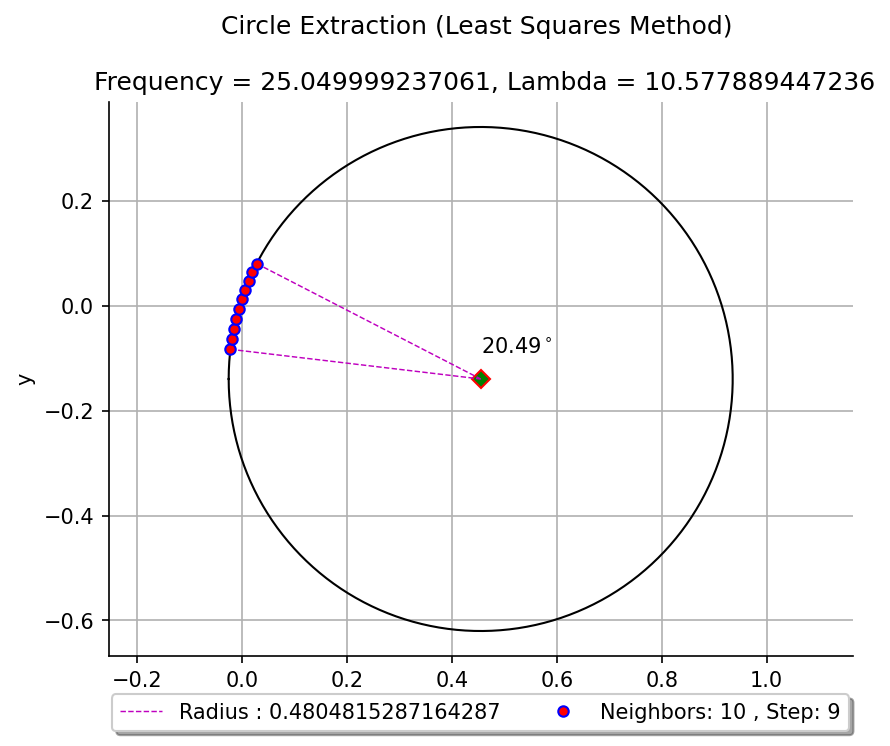 Circle Extraction (Least Squares Method)
Frequency = 25.049999237061, Lambda = 10.577889447236
0.2
0.0
−0.2
−0.4
−0.6
y
20.49°
−0.2 0.0 0.2 0.4 0.6 0.8 1.0
Radius : 0.4804815287164287 Neighbors: 10 , Step: 9